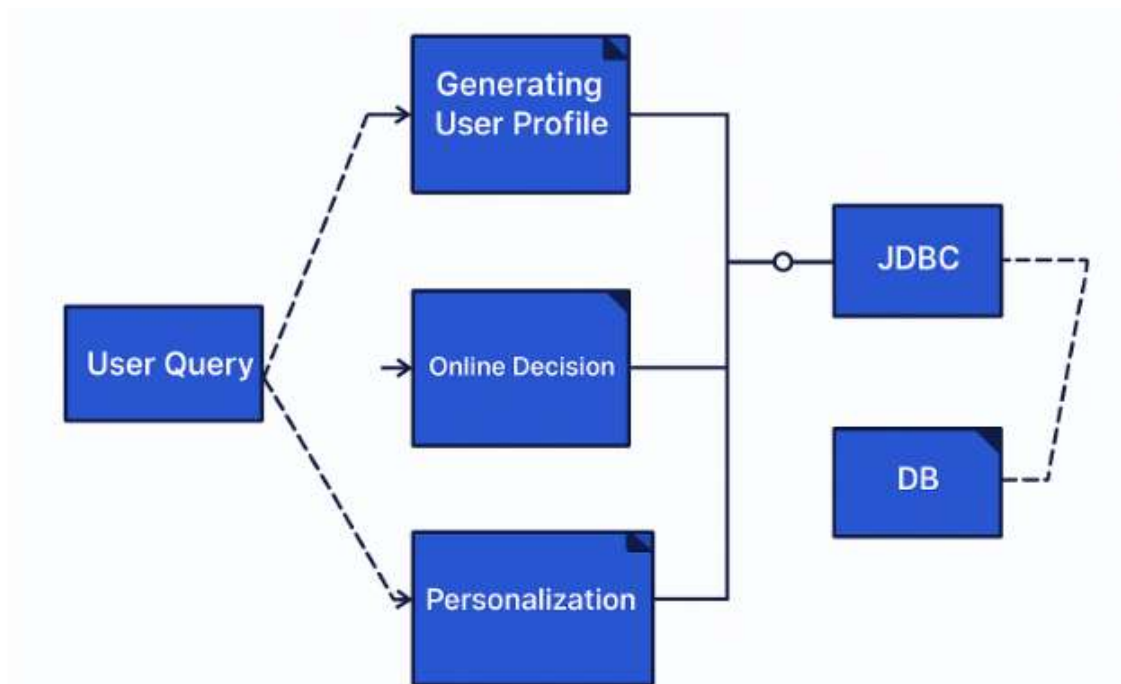 Generating
User Profile
JDBC
User Query
Online Decision
DB
Personalization